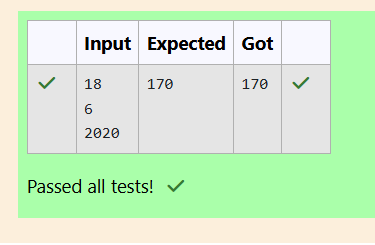 Input Expected Got
18 170 170
6
2020
Passed all tests!